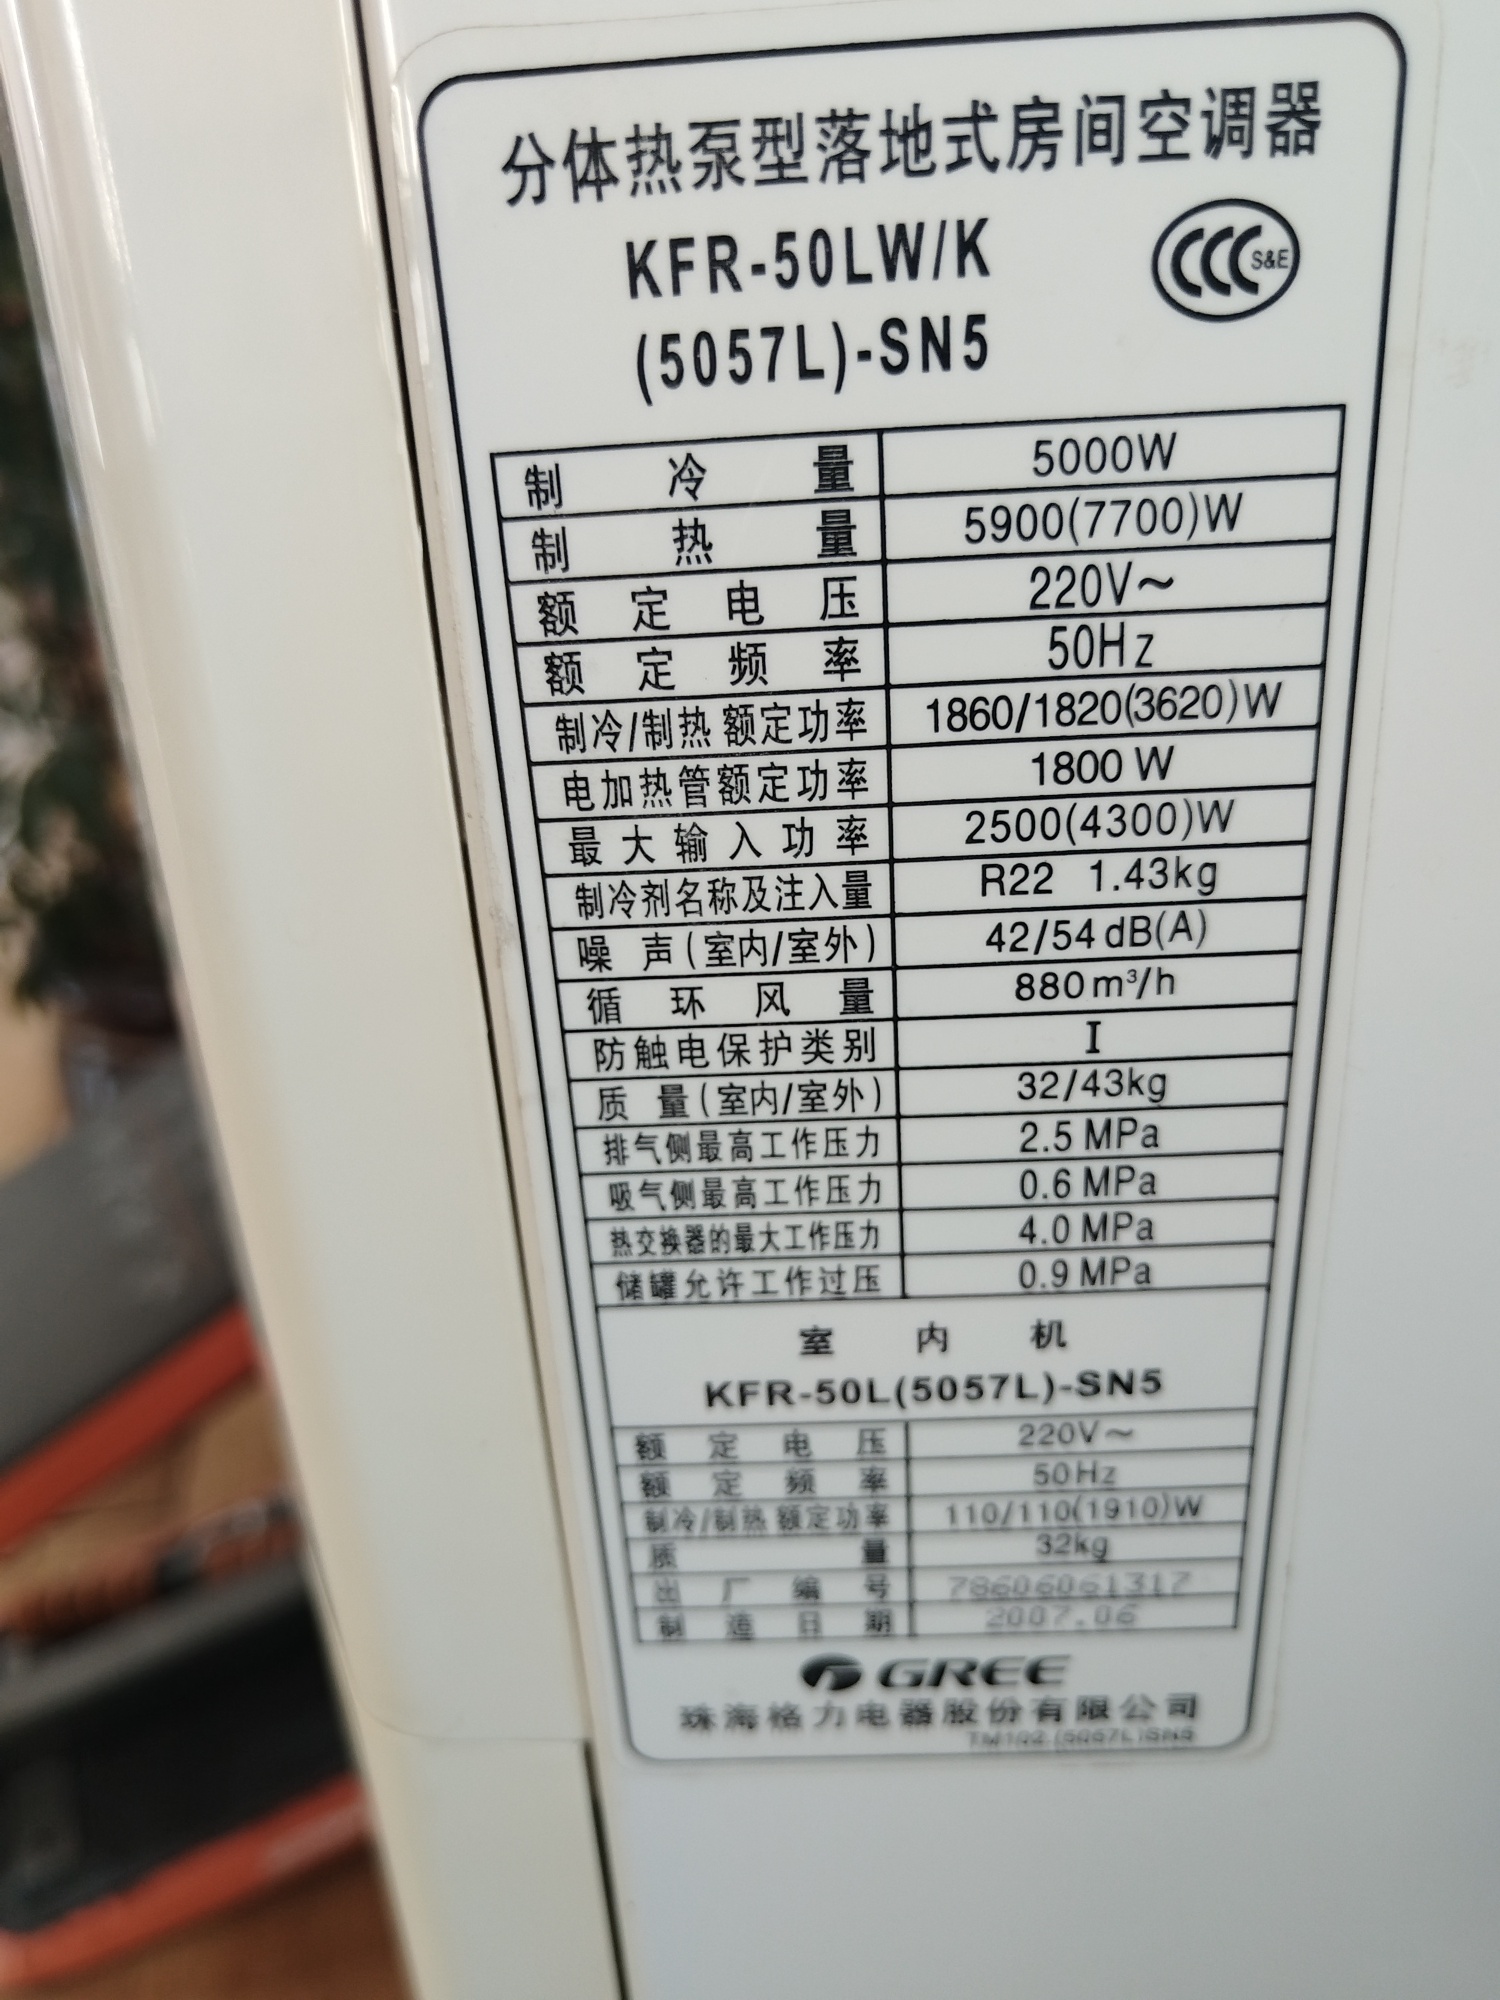 分体热泵型落地式房间空调器
KFR-50LW/K
CCC S&E
(5057L)-SN5
制冷量 5000W
制热量 5900(7700)W
额定电压 220V~
额定频率 50Hz
制冷/制热 额定功率 1860/1820(3620)W
电加热管额定功率 1800 W
最大输入功率 2500(4300)W
制冷剂名称及注入量 R22 1.43kg
噪声(室内/室外) 42/54 dB(A)
循环风量 880 m³/h
防触电保护类别 I
质量(室内/室外) 32/43kg
排气侧最高工作压力 2.5 MPa
吸气侧最高工作压力 0.6 MPa
热交换器的最大工作压力 4.0 MPa
储罐允许工作过压 0.9 MPa
室内机
KFR-50L(5057L)-SN5
额定电压 220V~
额定频率 50Hz
制冷/制热 额定功率 110/110(1910)W
质量 32kg
出厂编号 78606061317
制造日期 2007.06
GREE
珠海格力电器股份有限公司
(5057L)SN5